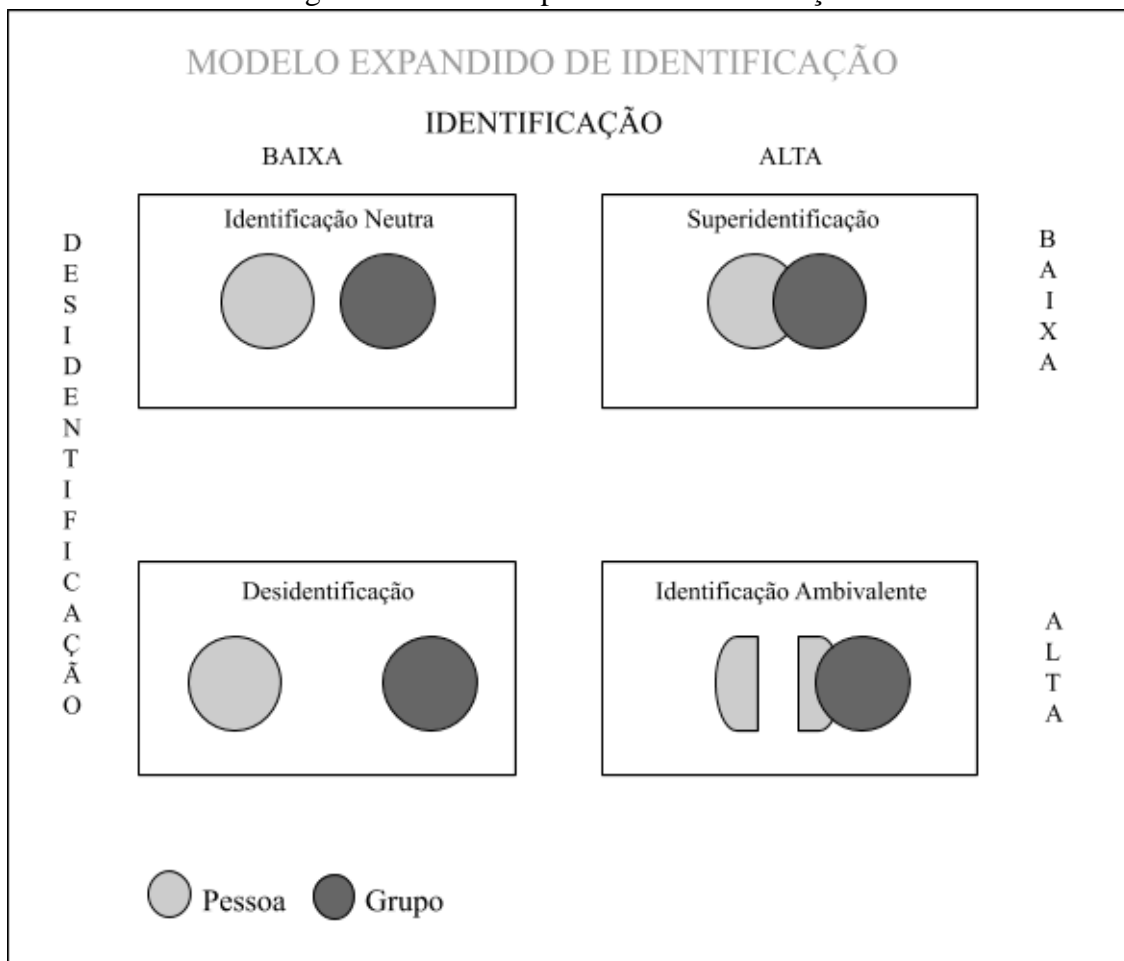 MODELO EXPANDIDO DE IDENTIFICAÇÃO
IDENTIFICAÇÃO
BAIXA ALTA
DESIDENTIFICAÇÃO
Identificação Neutra
Superidentificação
BAIXA
Desidentificação
Identificação Ambivalente
ALTA
Pessoa Grupo